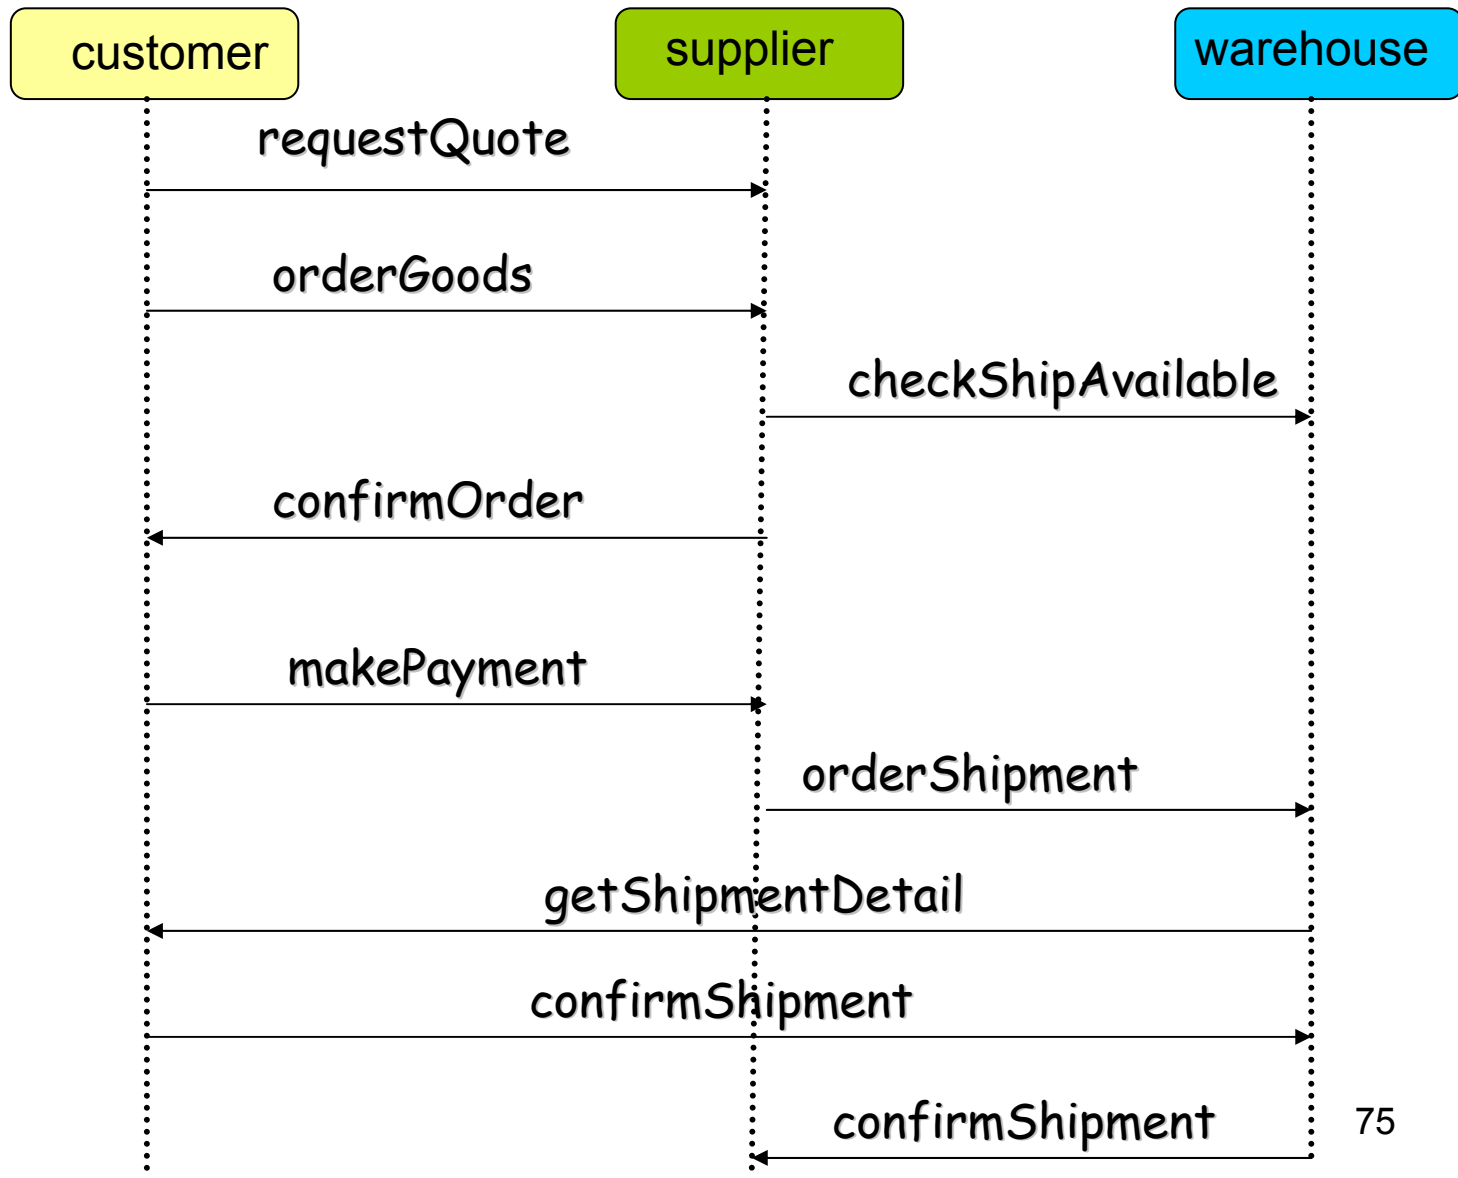 customer
supplier
warehouse
requestQuote
orderGoods
checkShipAvailable
confirmOrder
makePayment
orderShipment
getShipmentDetail
confirmShipment
confirmShipment
75